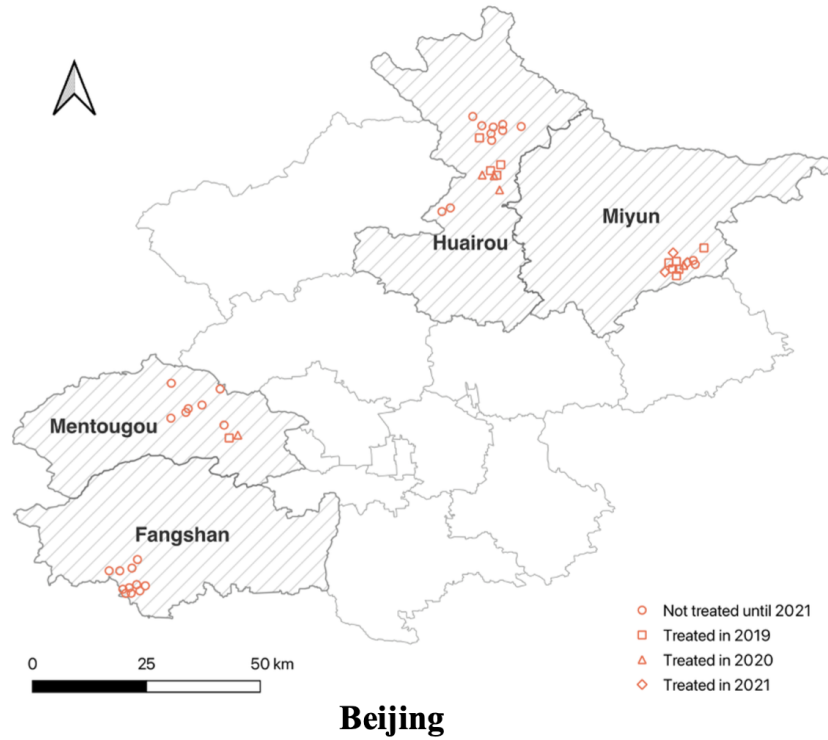 Huairou
Miyun
Mentougou
Fangshan
Not treated until 2021
Treated in 2019
Treated in 2020
Treated in 2021
0 25 50 km
Beijing